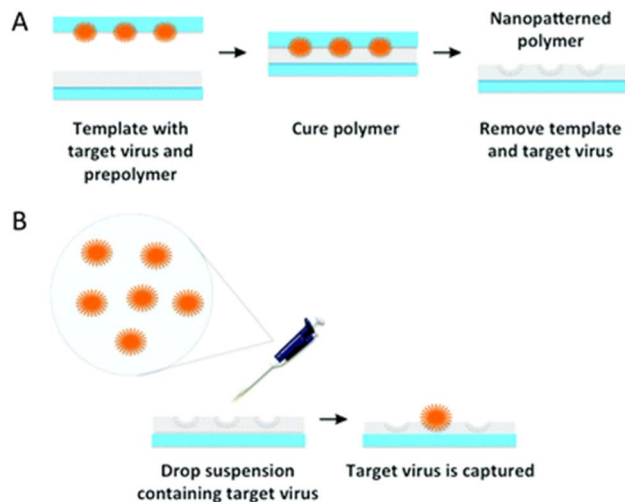 A
Template with
target virus and
prepolymer
Cure polymer
Nanopatterned
polymer
Remove template
and target virus
B
Drop suspension
containing target virus
Target virus is captured